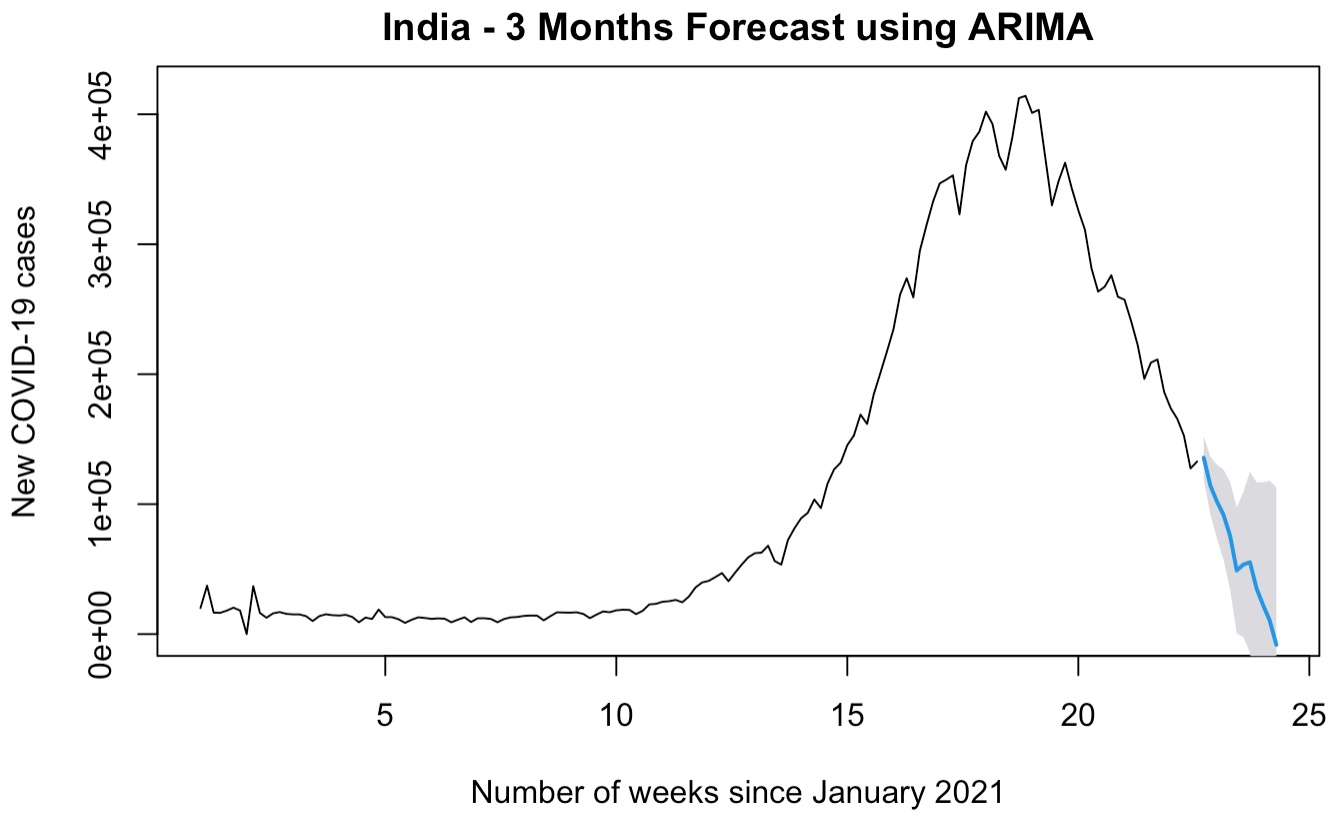 India - 3 Months Forecast using ARIMA
New COVID-19 cases
4e+05
3e+05
2e+05
1e+05
0e+00
5 10 15 20 25
Number of weeks since January 2021